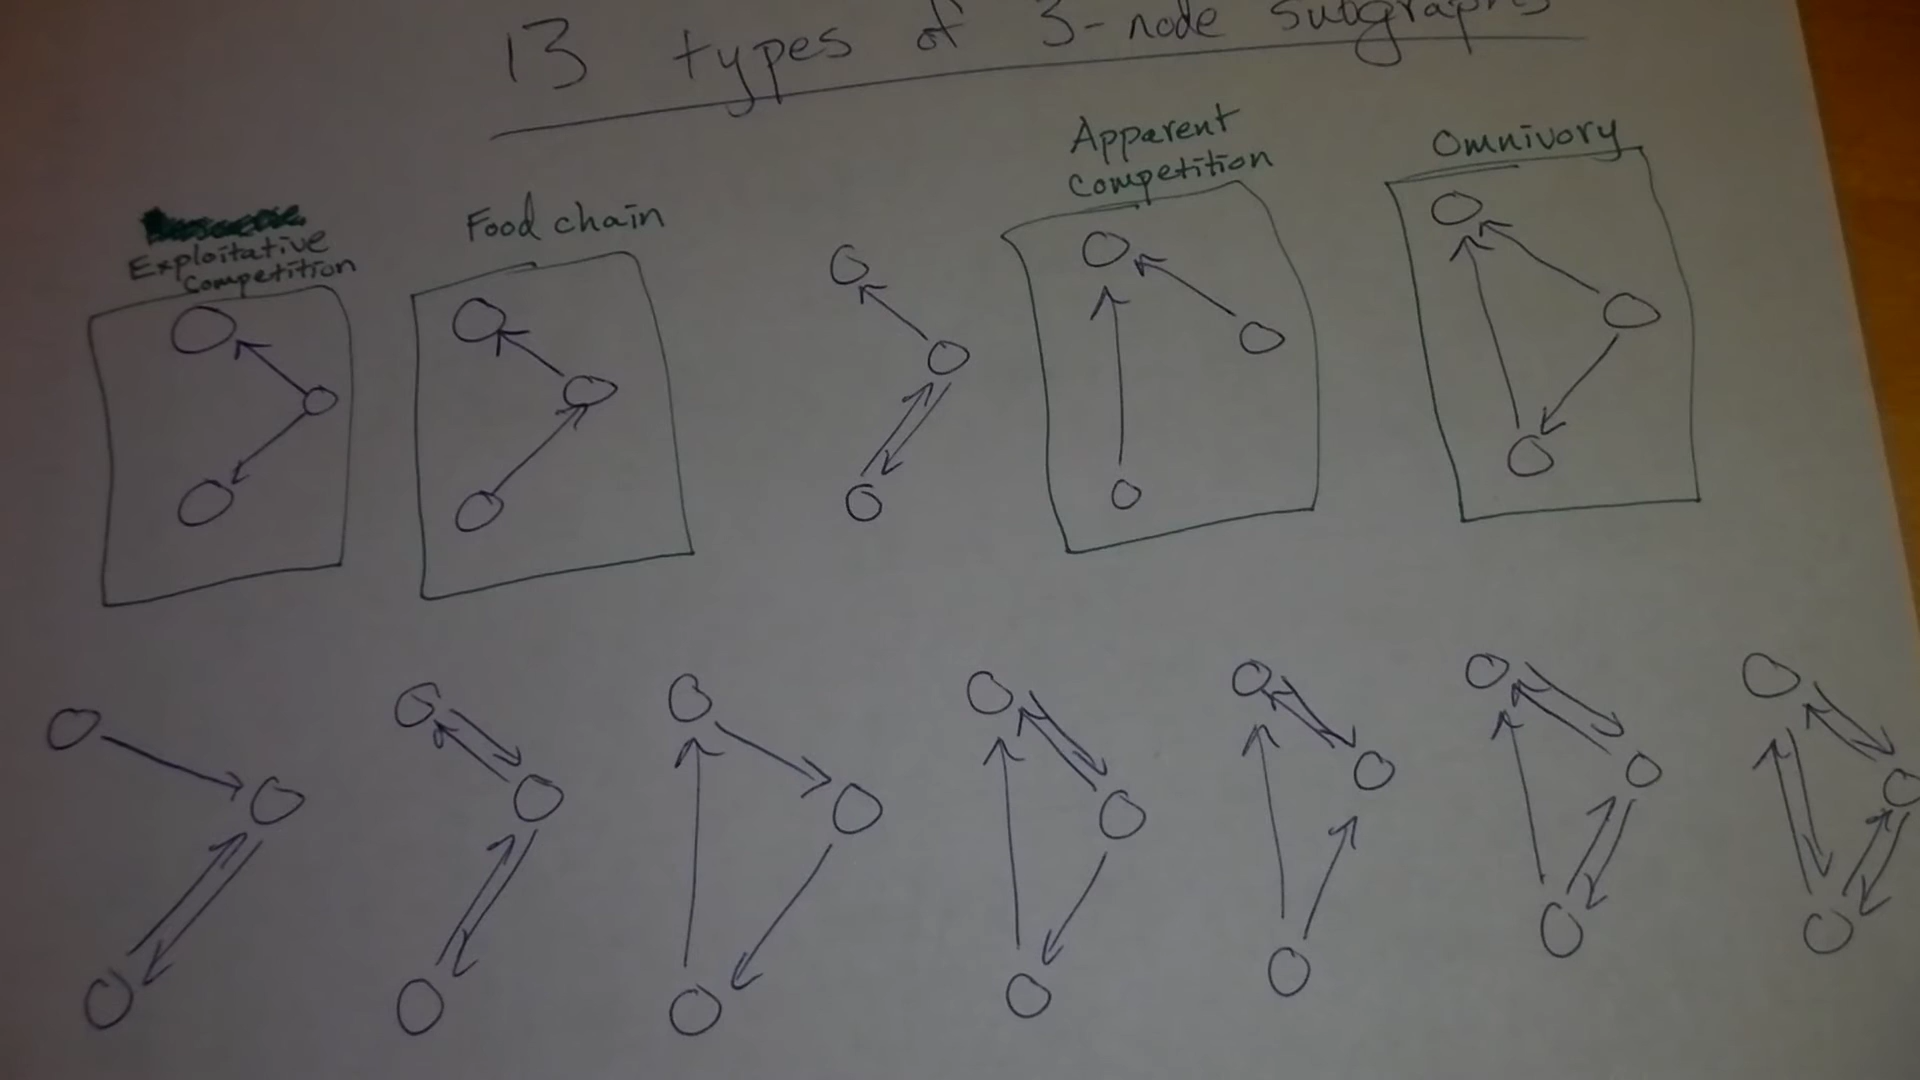 13 types of 3-node subgraphs
Exploitative
Competition
Food chain
Apparent
Competition
Omnivory